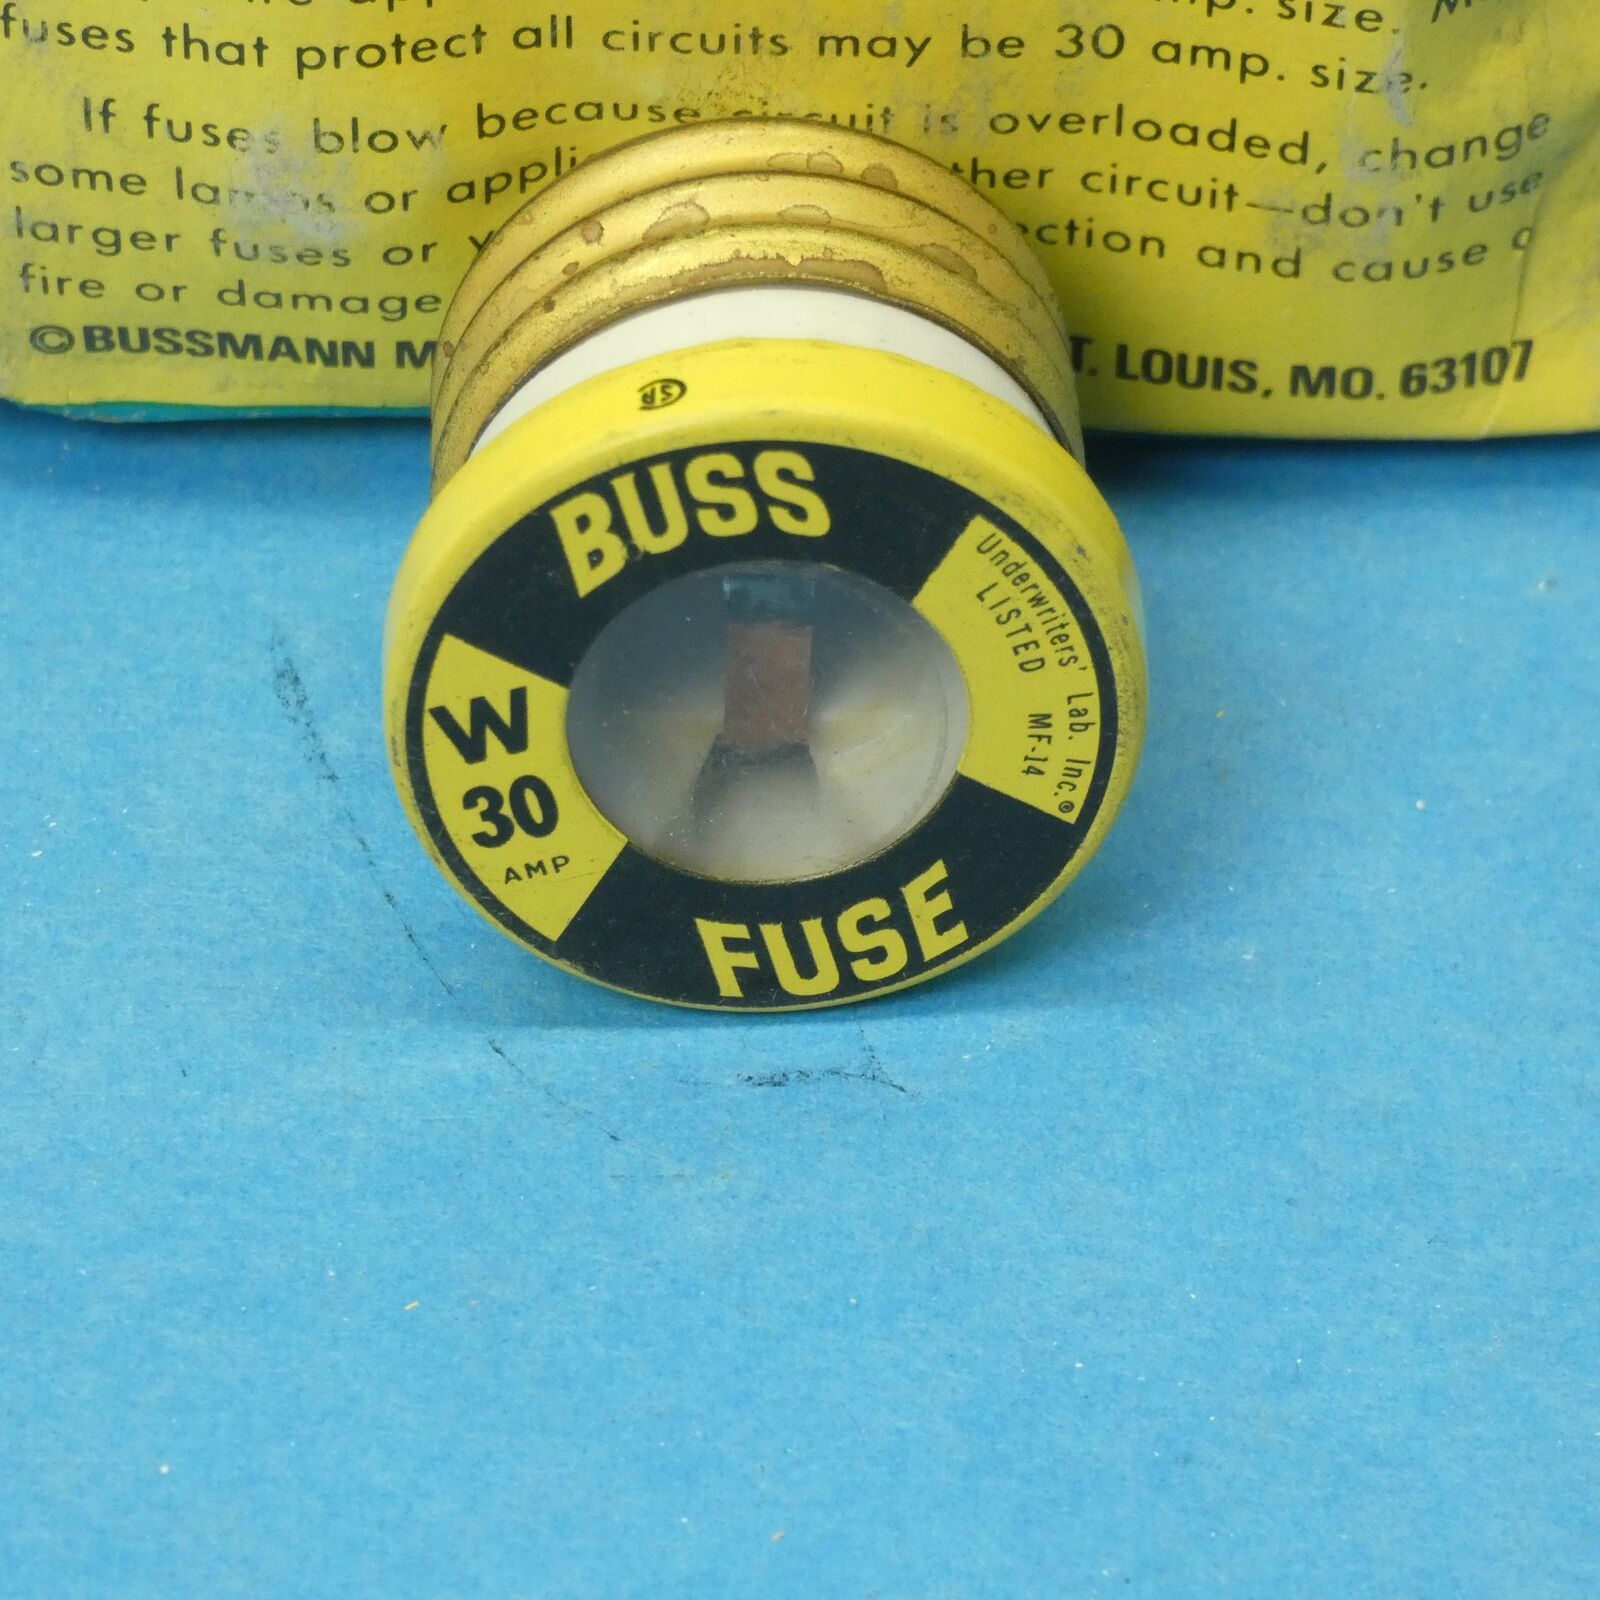 size.
fuses that protect all circuits may be 30 amp. size.
If fuses blow because circuit is overloaded, change
some lamps or circuit—don't use
larger fuses or and cause
fire or damage
©BUSSMANN LOUIS, MO. 63107
SP
BUSS
Underwriters' Lab. Inc.®
LISTED MF-14
W
30
AMP
FUSE